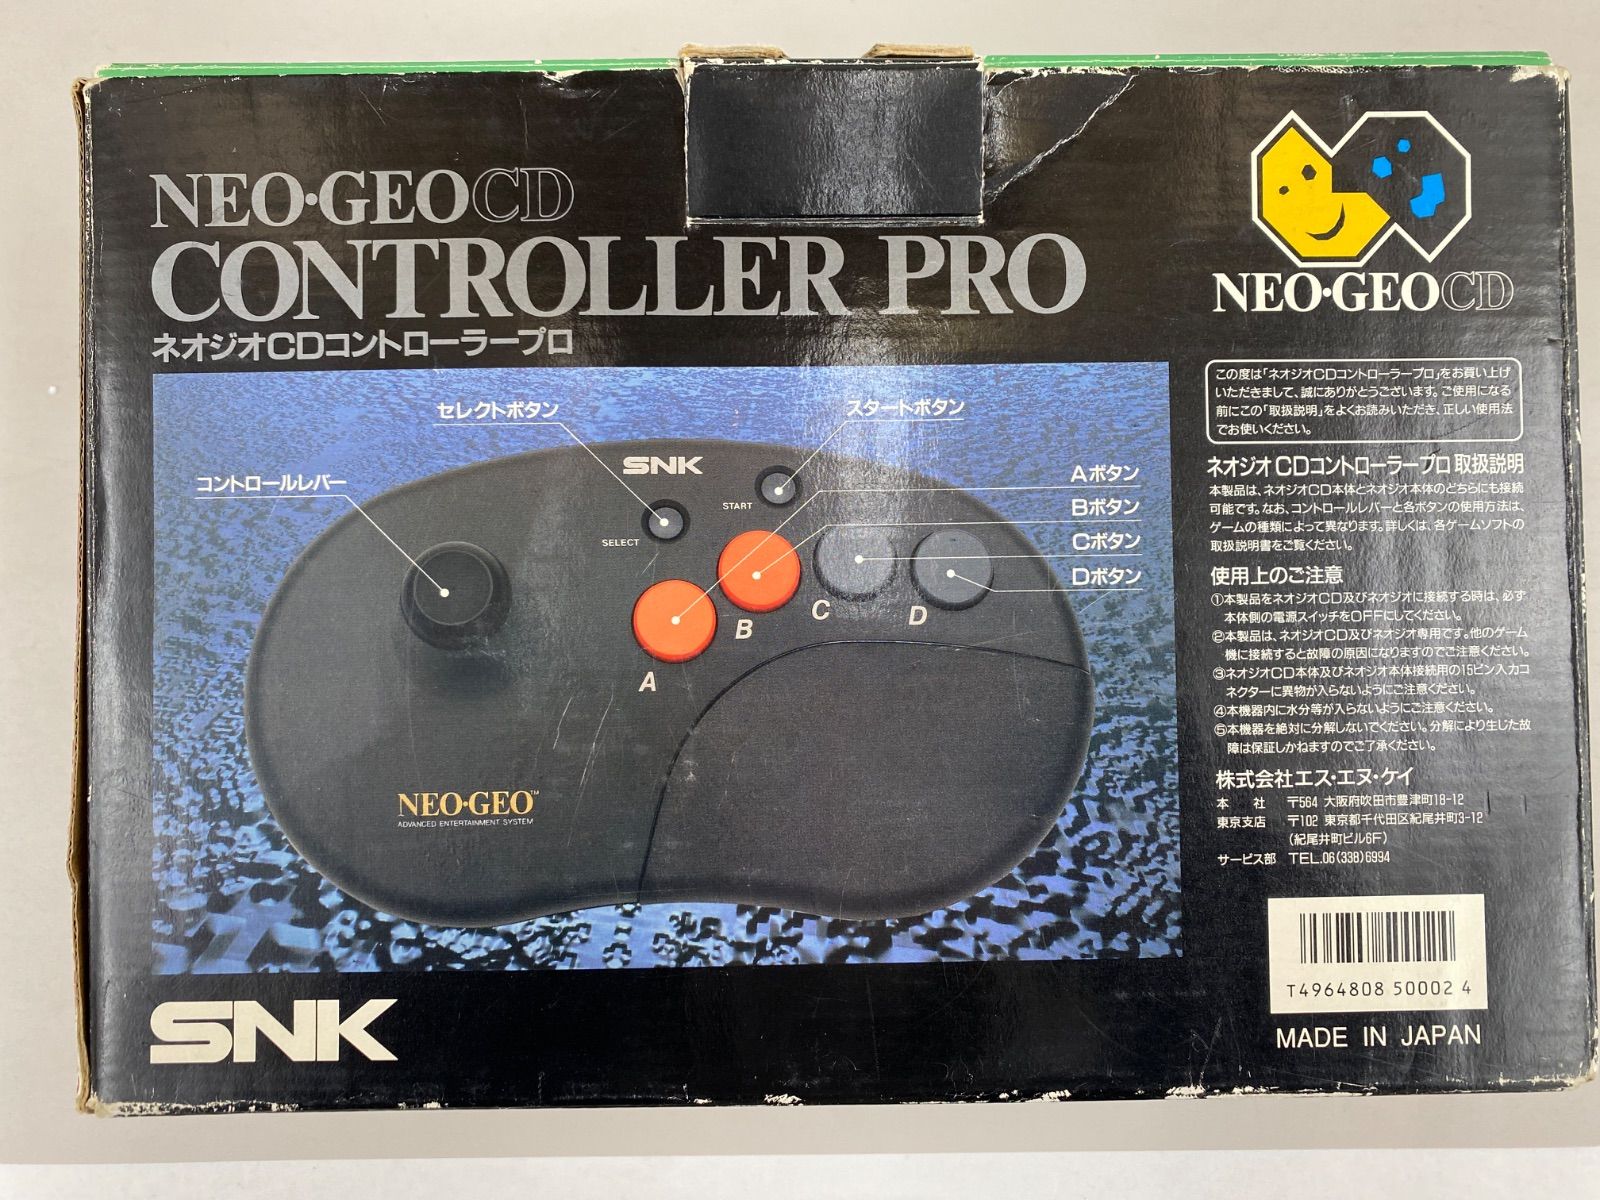 NEO·GEO CD
CONTROLLER PRO
ネオジオCDコントローラープロ
セレクトボタン
スタートボタン
コントロールレバー
SNK
START
SELECT
Aボタン
Bボタン
Cボタン
Dボタン
A
B
C
D
NEO·GEO™
ADVANCED ENTERTAINMENT SYSTEM
SNK
NEO·GEO CD
この度は「ネオジオCDコントローラープロ」をお買い上げ
いただきまして、誠にありがとうございます。ご使用になる
前にこの「取扱説明」をよくお読みいただき、正しい使用法
でお使いください。
ネオジオCDコントローラープロ取扱説明
本製品は、ネオジオCD本体とネオジオ本体のどちらにも接続
可能です。なお、コントロールレバーと各ボタンの使用方法は、
ゲームの種類によって異なります。詳しくは、各ゲームソフトの
取扱説明書をご覧ください。
使用上のご注意
①本製品をネオジオCD及びネオジオに接続する時は、必ず
本体側の電源スイッチをOFFにしてください。
②本製品は、ネオジオCD及びネオジオ専用です。他のゲーム
機に接続すると故障の原因になりますのでご注意ください。
③ネオジオCD本体及びネオジオ本体接続用の15ピン入力コ
ネクターに異物が入らないようにご注意ください。
④本機器内に水分等が入らないようにご注意ください。
⑤本機器を絶対に分解しないでください。分解により生じた故
障は保証しかねますのでご了承ください。
株式会社エス・エヌ・ケイ
本 社 〒564 大阪府吹田市豊津町18-12
東京支店 〒102 東京都千代田区紀尾井町3-12
(紀尾井町ビル6F)
サービス部 TEL.06(338)6994
T4964808 50002 4
MADE IN JAPAN